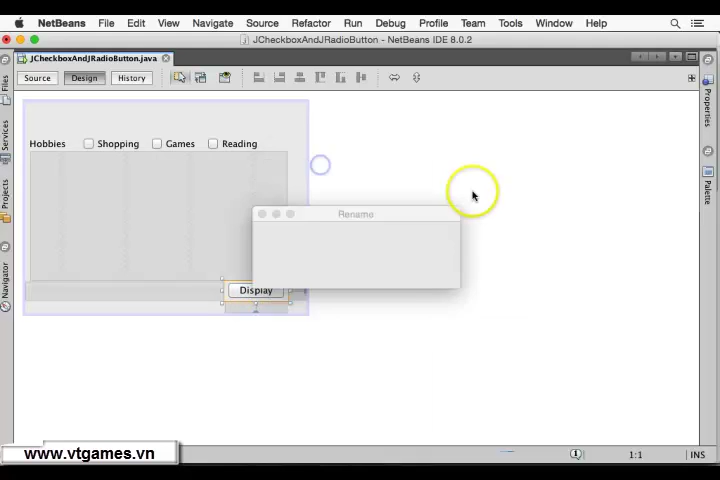 NetBeans File Edit View Navigate Source Refactor Run Debug Profile Team Tools Window Help
JCheckboxAndJRadioButton - NetBeans IDE 8.0.2
JCheckboxAndJRadioButton.java
Source Design History
Files
Services
Projects
Navigator
Properties
Palette
Hobbies Shopping Games Reading
Rename
Display
www.vtgames.vn
1:1 INS